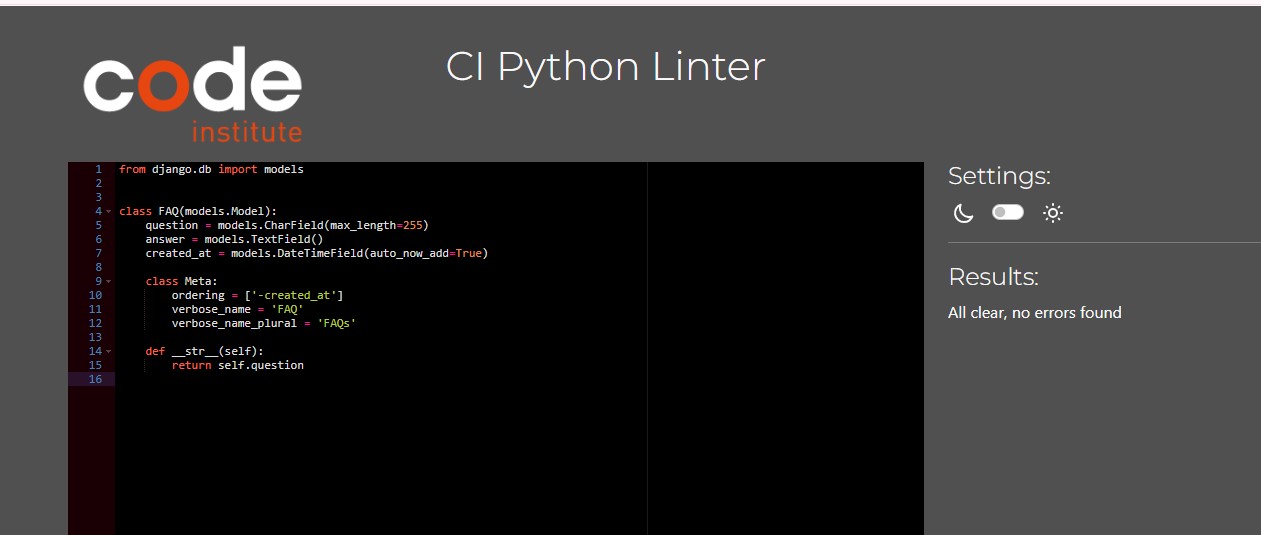 code
institute
CI Python Linter
1 from django.db import models
2
3
4 class FAQ(models.Model):
5     question = models.CharField(max_length=255)
6     answer = models.TextField()
7     created_at = models.DateTimeField(auto_now_add=True)
8
9     class Meta:
10         ordering = ['-created_at']
11         verbose_name = 'FAQ'
12         verbose_name_plural = 'FAQs'
13
14     def __str__(self):
15         return self.question
16
Settings:
Results:
All clear, no errors found